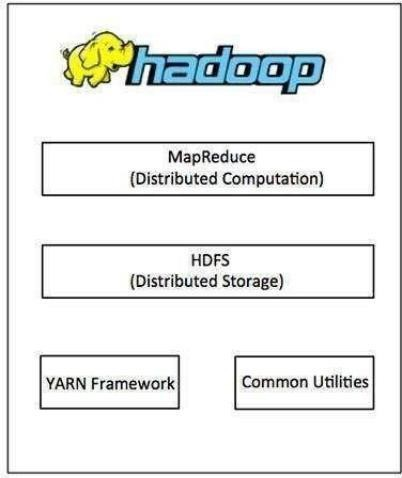 hadoop
MapReduce
(Distributed Computation)
HDFS
(Distributed Storage)
YARN Framework
Common Utilities